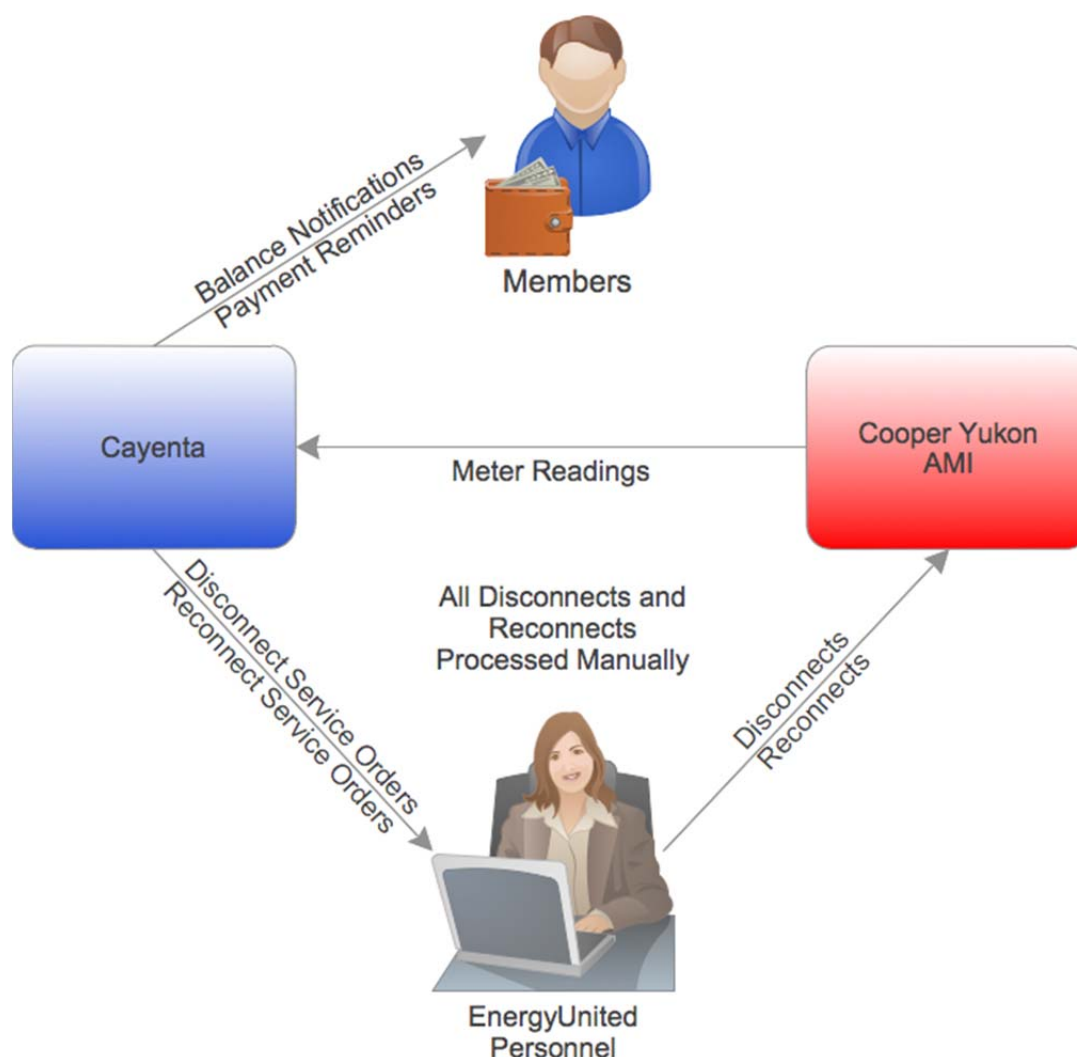 Balance Notifications
Payment Reminders
Members
Cayenta
Cooper Yukon
AMI
Meter Readings
Disconnect Service Orders
Reconnect Service Orders
All Disconnects and
Reconnects
Processed Manually
Disconnects
Reconnects
EnergyUnited
Personnel